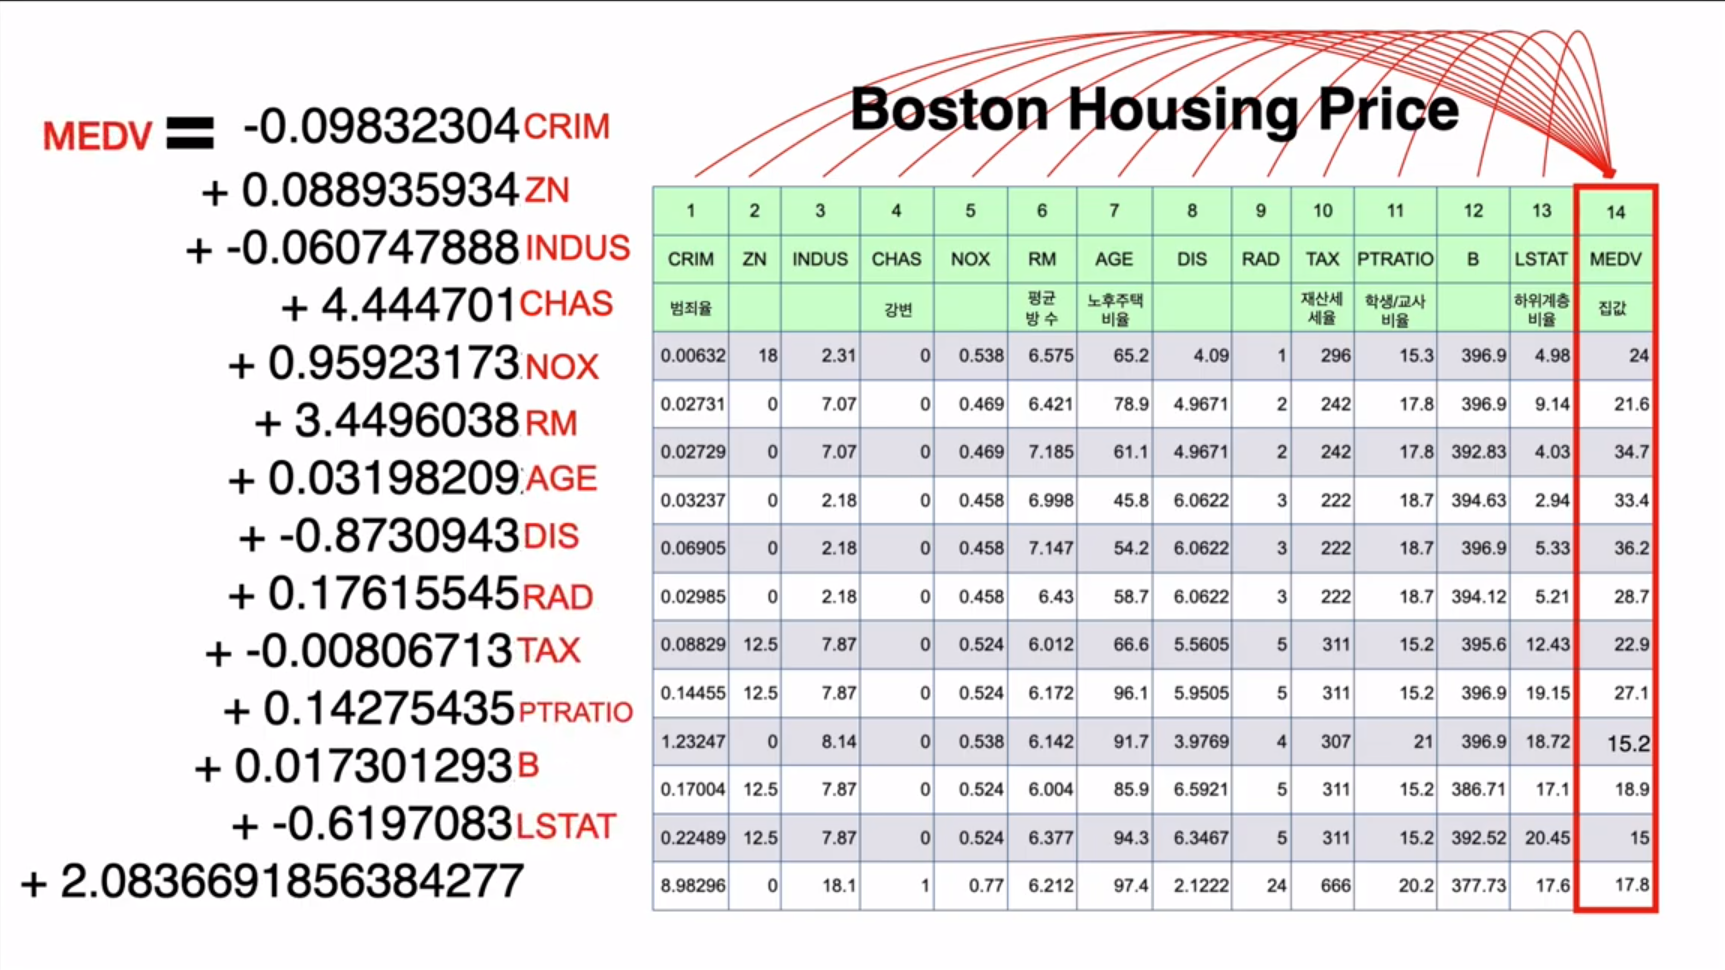 Boston Housing Price
MEDV = -0.09832304 CRIM
+ 0.088935934 ZN
+ -0.060747888 INDUS
+ 4.444701 CHAS
+ 0.95923173 NOX
+ 3.4496038 RM
+ 0.03198209 AGE
+ -0.8730943 DIS
+ 0.17615545 RAD
+ -0.00806713 TAX
+ 0.14275435 PTRATIO
+ 0.017301293 B
+ -0.6197083 LSTAT
+ 2.0836691856384277
1 2 3 4 5 6 7 8 9 10 11 12 13 14
CRIM ZN INDUS CHAS NOX RM AGE DIS RAD TAX PTRATIO B LSTAT MEDV
범죄율 강변 평균 방 수 노후주택 비율 재산세 세율 학생/교사 비율 하위계층 비율 집값
0.00632 18 2.31 0 0.538 6.575 65.2 4.09 1 296 15.3 396.9 4.98 24
0.02731 0 7.07 0 0.469 6.421 78.9 4.9671 2 242 17.8 396.9 9.14 21.6
0.02729 0 7.07 0 0.469 7.185 61.1 4.9671 2 242 17.8 392.83 4.03 34.7
0.03237 0 2.18 0 0.458 6.998 45.8 6.0622 3 222 18.7 394.63 2.94 33.4
0.06905 0 2.18 0 0.458 7.147 54.2 6.0622 3 222 18.7 396.9 5.33 36.2
0.02985 0 2.18 0 0.458 6.43 58.7 6.0622 3 222 18.7 394.12 5.21 28.7
0.08829 12.5 7.87 0 0.524 6.012 66.6 5.5605 5 311 15.2 395.6 12.43 22.9
0.14455 12.5 7.87 0 0.524 6.172 96.1 5.9505 5 311 15.2 396.9 19.15 27.1
1.23247 0 8.14 0 0.538 6.142 91.7 3.9769 4 307 21 396.9 18.72 15.2
0.17004 12.5 7.87 0 0.524 6.004 85.9 6.5921 5 311 15.2 386.71 17.1 18.9
0.22489 12.5 7.87 0 0.524 6.377 94.3 6.3467 5 311 15.2 392.52 20.45 15
8.98296 0 18.1 1 0.77 6.212 97.4 2.1222 24 666 20.2 377.73 17.6 17.8